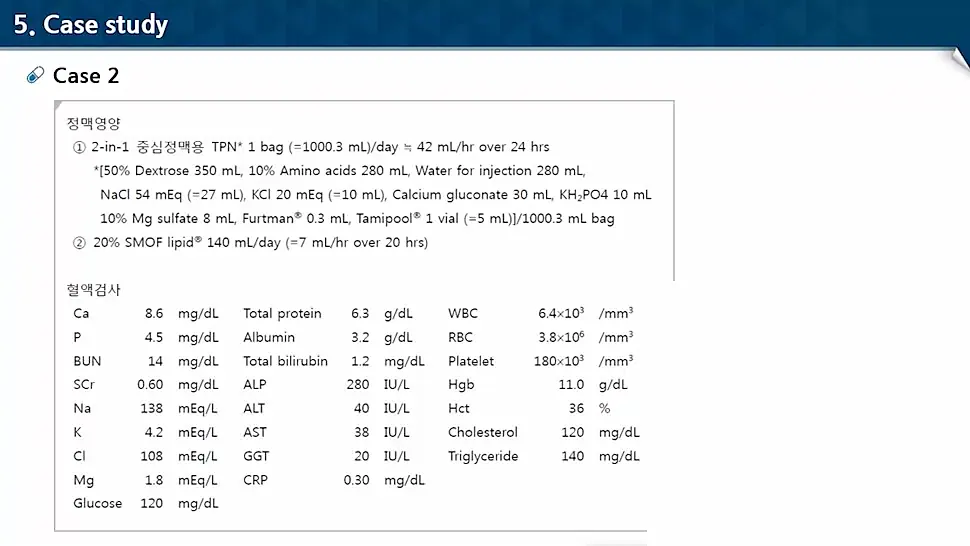 5. Case study
Case 2
정맥영양
① 2-in-1 중심정맥용 TPN* 1 bag (=1000.3 mL)/day ≒ 42 mL/hr over 24 hrs
*[50% Dextrose 350 mL, 10% Amino acids 280 mL, Water for injection 280 mL,
NaCl 54 mEq (=27 mL), KCl 20 mEq (=10 mL), Calcium gluconate 30 mL, KH₂PO4 10 mL
10% Mg sulfate 8 mL, Furtman® 0.3 mL, Tamipool® 1 vial (=5 mL)]/1000.3 mL bag
② 20% SMOF lipid® 140 mL/day (=7 mL/hr over 20 hrs)
혈액검사
Ca 8.6 mg/dL Total protein 6.3 g/dL WBC 6.4×10³ /mm³
P 4.5 mg/dL Albumin 3.2 g/dL RBC 3.8×10⁶ /mm³
BUN 14 mg/dL Total bilirubin 1.2 mg/dL Platelet 180×10³ /mm³
SCr 0.60 mg/dL ALP 280 IU/L Hgb 11.0 g/dL
Na 138 mEq/L ALT 40 IU/L Hct 36 %
K 4.2 mEq/L AST 38 IU/L Cholesterol 120 mg/dL
Cl 108 mEq/L GGT 20 IU/L Triglyceride 140 mg/dL
Mg 1.8 mEq/L CRP 0.30 mg/dL
Glucose 120 mg/dL